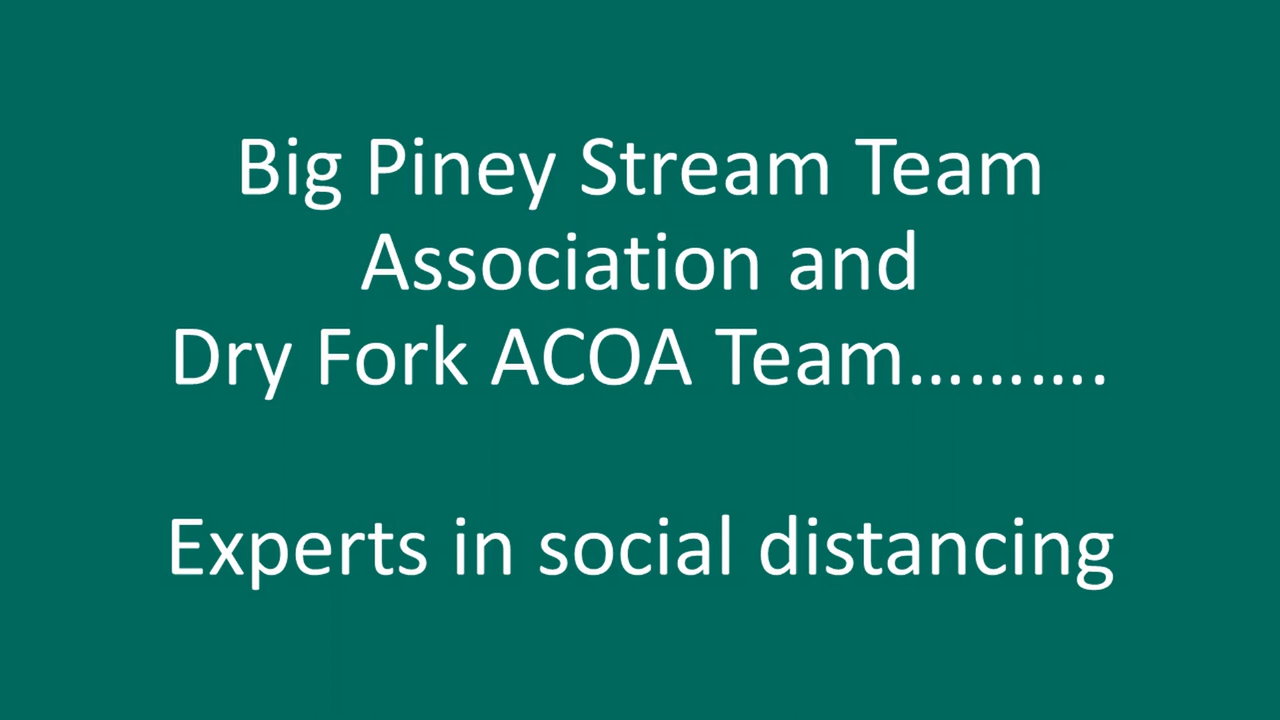 Big Piney Stream Team
Association and
Dry Fork ACOA Team……….
Experts in social distancing